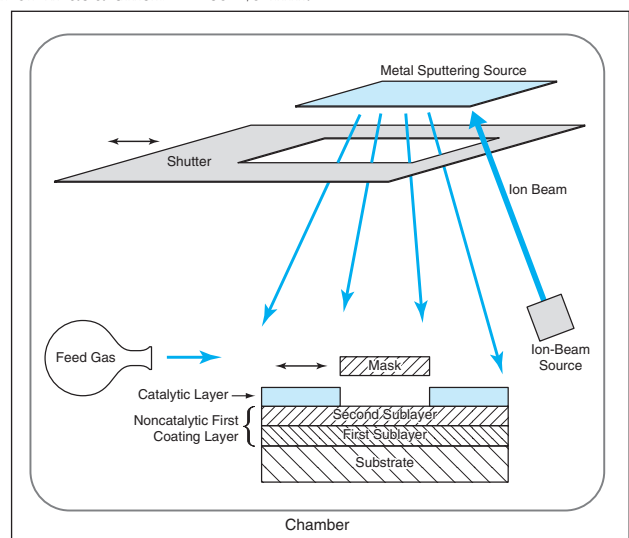 Metal Sputtering Source
Shutter
Ion Beam
Feed Gas
Ion-Beam
Source
Mask
Catalytic Layer
Second Sublayer
Noncatalytic First
Coating Layer
First Sublayer
Substrate
Chamber